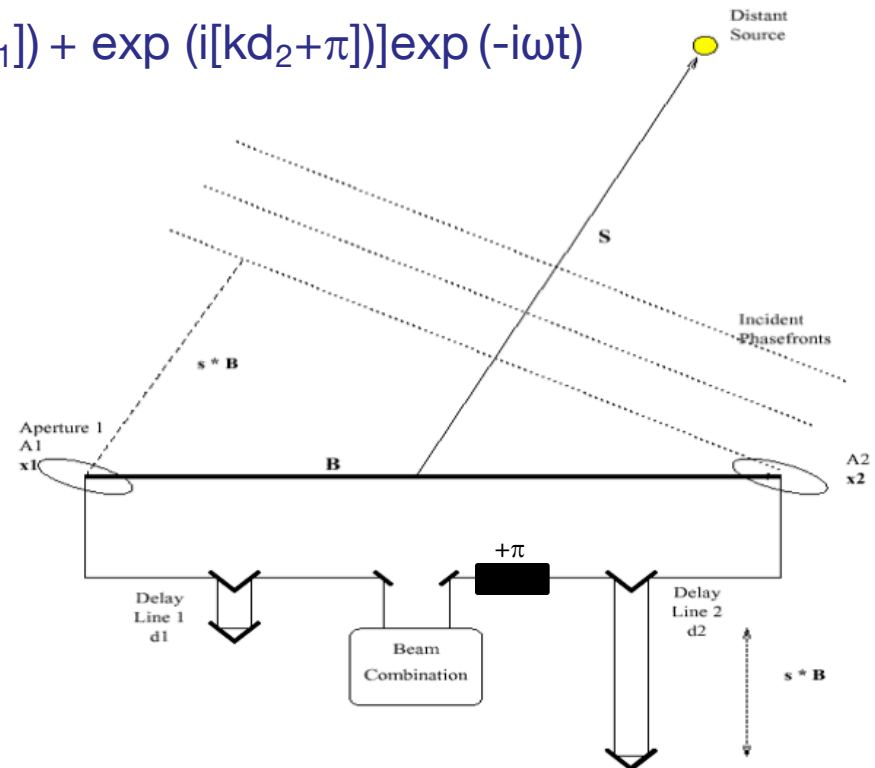 ₁]) + exp (i[kd₂+π])]exp (-iωt)
Distant
Source
S
Incident
Phasefronts
s * B
Aperture 1
A1
x1
B
A2
x2
+π
Delay
Line 1
d1
Beam
Combination
Delay
Line 2
d2
s * B